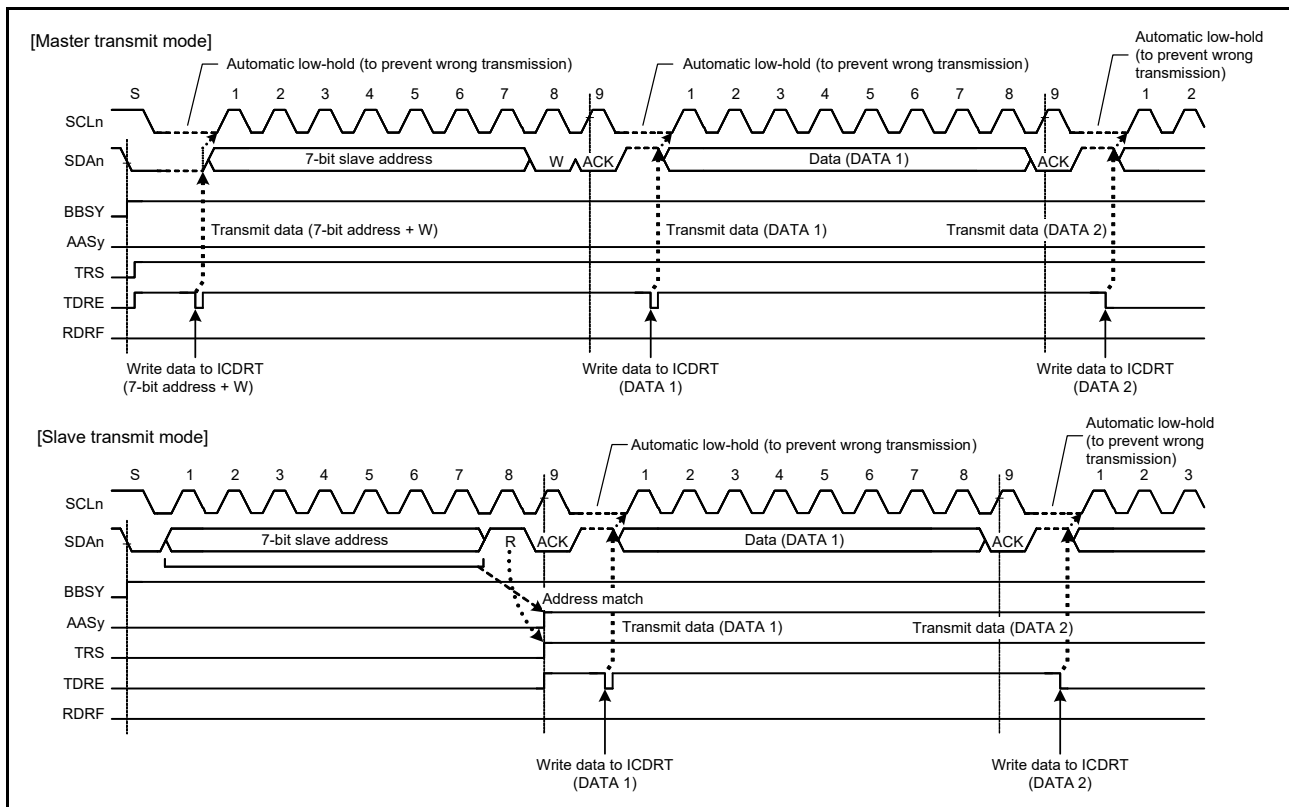 [Master transmit mode]
Automatic low-hold (to prevent wrong transmission)
Automatic low-hold (to prevent wrong transmission)
Automatic low-hold
(to prevent wrong
transmission)
S 1 2 3 4 5 6 7 8 9 1 2 3 4 5 6 7 8 9 1 2
SCLn
SDAn 7-bit slave address W ACK Data (DATA 1) ACK
BBSY
Transmit data (7-bit address + W) Transmit data (DATA 1) Transmit data (DATA 2)
AASy
TRS
TDRE
RDRF
Write data to ICDRT
(7-bit address + W)
Write data to ICDRT
(DATA 1)
Write data to ICDRT
(DATA 2)
[Slave transmit mode]
Automatic low-hold (to prevent wrong transmission)
Automatic low-hold
(to prevent wrong
transmission)
S 1 2 3 4 5 6 7 8 9 1 2 3 4 5 6 7 8 9 1 2 3
SCLn
SDAn 7-bit slave address R ACK Data (DATA 1) ACK
BBSY
Address match
AASy
Transmit data (DATA 1) Transmit data (DATA 2)
TRS
TDRE
RDRF
Write data to ICDRT
(DATA 1)
Write data to ICDRT
(DATA 2)